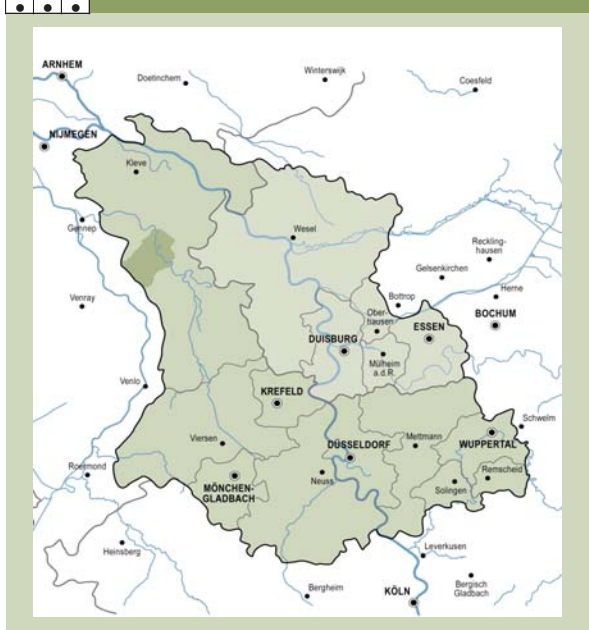 ARNHEM
Doetinchem
Winterswijk
Coesfeld
NIJMEGEN
Kleve
Gennep
Wesel
Reckling-
hausen
Gelsenkirchen
Venray
Bottrop
Herne
Ober-
hausen
BOCHUM
ESSEN
DUISBURG
Mülheim
a.d.R.
Venlo
KREFELD
Schwelm
Viersen
Mettmann
WUPPERTAL
DÜSSELDORF
Roermond
Neuss
Remscheid
MÖNCHEN-
GLADBACH
Solingen
Heinsberg
Leverkusen
Bergheim
KÖLN
Bergisch
Gladbach